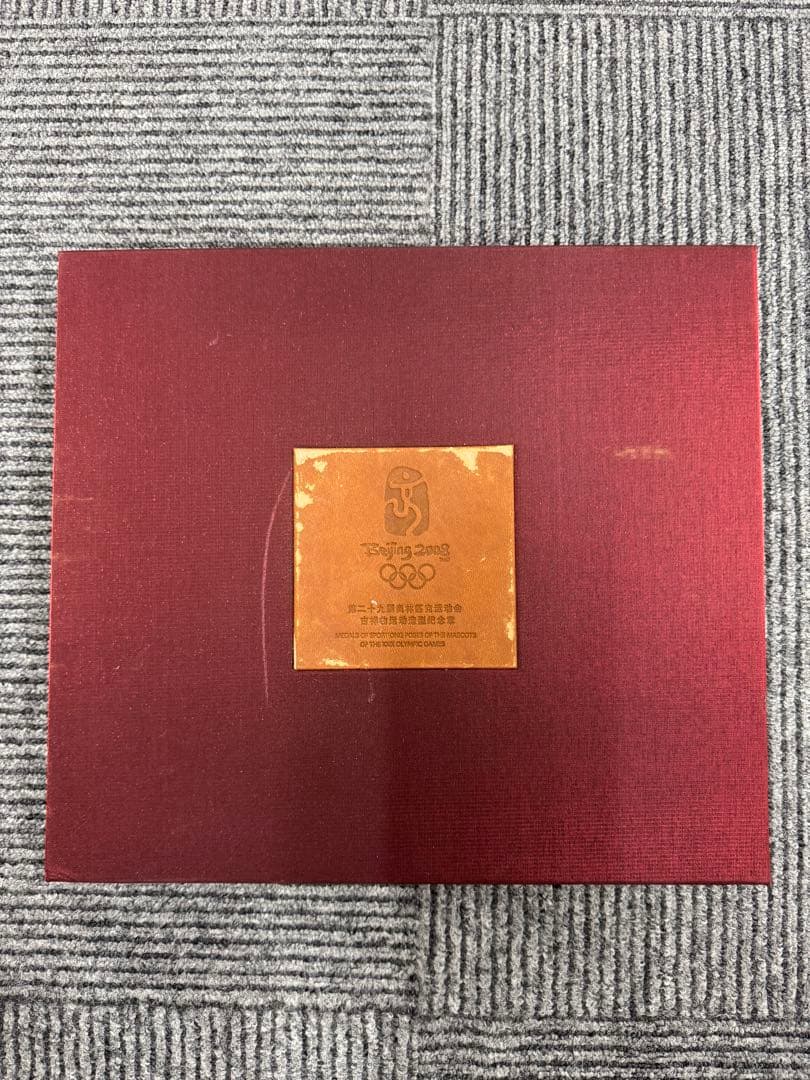 Beijing 2008
第二十九届奥林匹克运动会
吉祥物运动造型纪念章
MEDALS OF SPORTING POSES OF THE MASCOTS
OF THE XXIX OLYMPIC GAMES